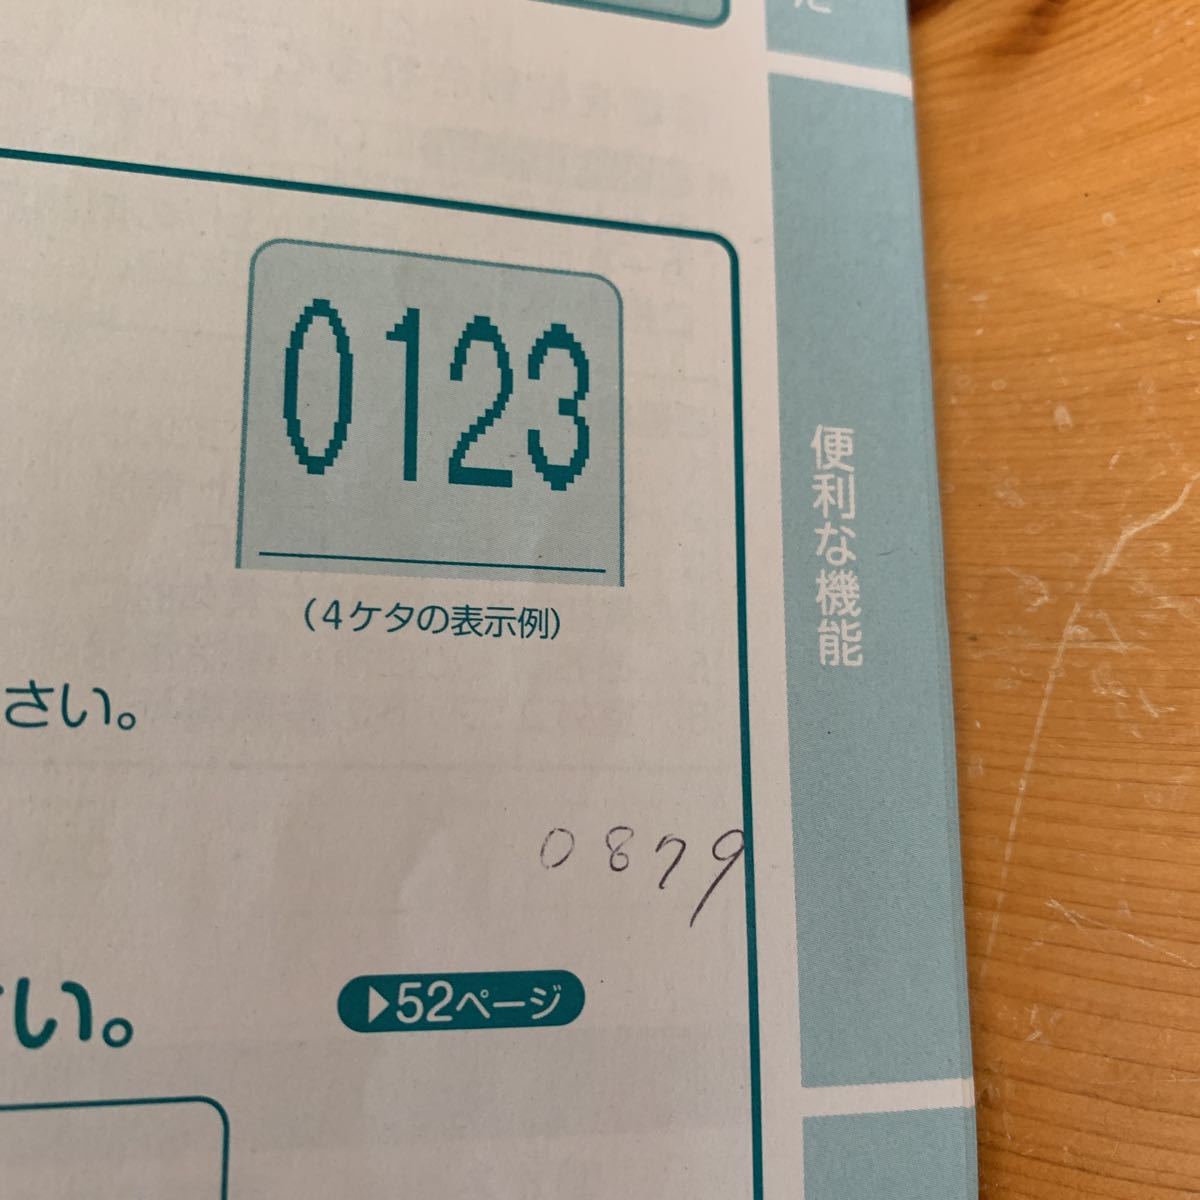 0123
(4ケタの表示例)
さい。
0879
さい。
▶52ページ
便利な機能